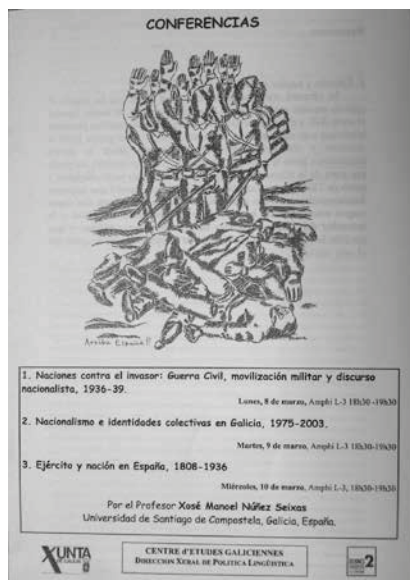 CONFERENCIAS
Arriba España!!
1. Naciones contra el invasor: Guerra Civil, movilización militar y discurso
nacionalista, 1936-39.
Lunes, 8 de marzo, Amphi L-3 18h30-19h30
2. Nacionalismo e identidades colectivas en Galicia, 1975-2003.
Martes, 9 de marzo, Amphi L-3 18h30-19h30
3. Ejército y nación en España, 1808-1936
Miércoles, 10 de marzo, Amphi L-3, 18h30-19h30
Por el Profesor Xosé Manoel Núñez Seixas
Universidad de Santiago de Compostela, Galicia, España.
XUNTA
DE GALICIA
CENTRE d'ETUDES GALICIENNES
DIRECCION XERAL DE POLITICA LINGÜISTICA
2